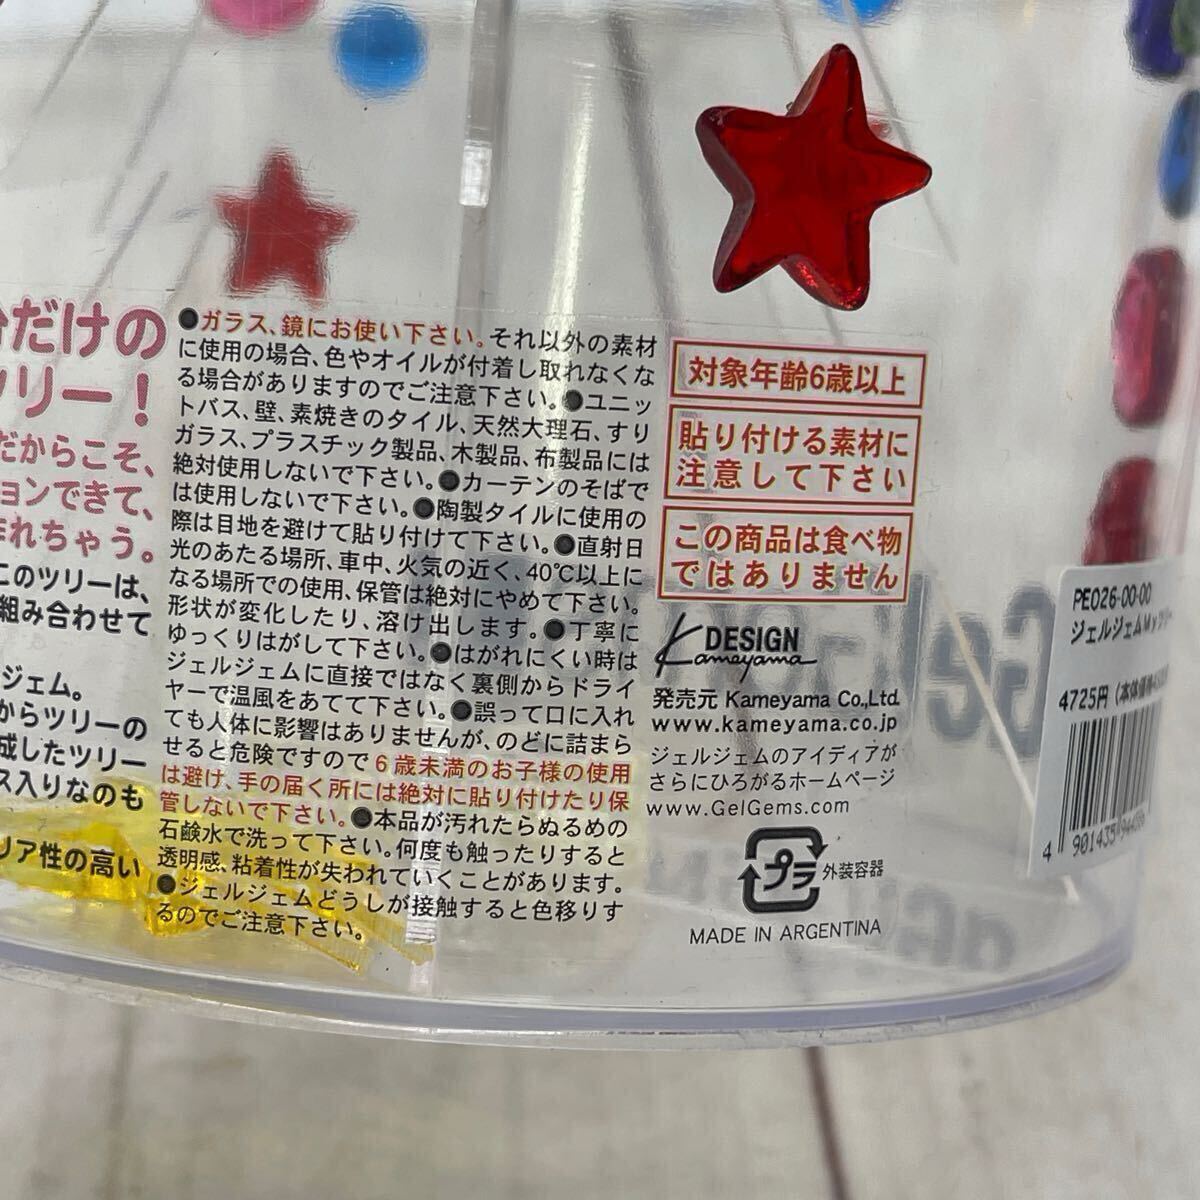 分だけの
ツリー！
だからこそ、
ョンできて、
作れちゃう。
このツリーは、
組み合わせて
ジェム。
からツリーの
成したツリー
ス入りなのも
リア性の高い
●ガラス、鏡にお使い下さい。それ以外の素材
に使用の場合、色やオイルが付着し取れなくな
る場合がありますのでご注意下さい。●ユニッ
トバス、壁、素焼きのタイル、天然大理石、すり
ガラス、プラスチック製品、木製品、布製品には
絶対使用しないで下さい。●カーテンのそばで
は使用しないで下さい。●陶製タイルに使用の
際は目地を避けて貼り付けて下さい。●直射日
光のあたる場所、車中、火気の近く、40℃以上に
なる場所での使用、保管は絶対にやめて下さい。
形状が変化したり、溶け出します。●丁寧に
ゆっくりはがして下さい。●はがれにくい時は
ジェルジェムに直接ではなく裏側からドライ
ヤーで温風をあてて下さい。●誤って口に入れ
ても人体に影響はありませんが、のどに詰まら
せると危険ですので6歳未満のお子様の使用
は避け、手の届く所には絶対に貼り付けたり保
管しないで下さい。●本品が汚れたらぬるめの
石鹸水で洗って下さい。何度も触ったりすると
透明感、粘着性が失われていくことがあります。
●ジェルジェムどうしが接触すると色移りす
るのでご注意下さい。
対象年齢6歳以上
貼り付ける素材に
注意して下さい
この商品は食べ物
ではありません
K DESIGN
Kameyama
発売元 Kameyama Co.,Ltd.
www.kameyama.co.jp
ジェルジェムのアイディアが
さらにひろがるホームページ
www.GelGems.com
プラ 外装容器
MADE IN ARGENTINA
PE026-00-00
ジェルジェムMyツリー
4725円 (本体価格
4 901435